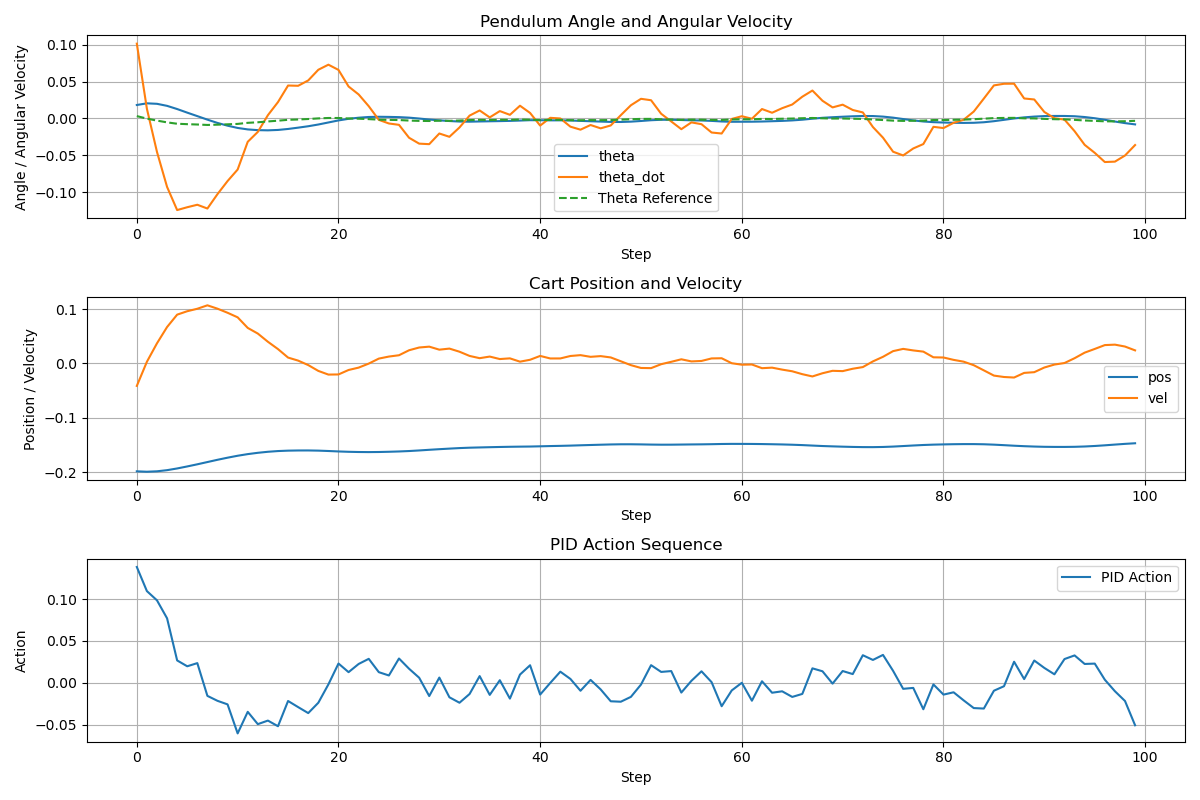 Pendulum Angle and Angular Velocity
Angle / Angular Velocity
0.10
0.05
0.00
−0.05
−0.10
theta
theta_dot
Theta Reference
0 20 40 60 80 100
Step
Cart Position and Velocity
Position / Velocity
0.1
0.0
−0.1
−0.2
pos
vel
0 20 40 60 80 100
Step
PID Action Sequence
Action
0.10
0.05
0.00
−0.05
PID Action
0 20 40 60 80 100
Step